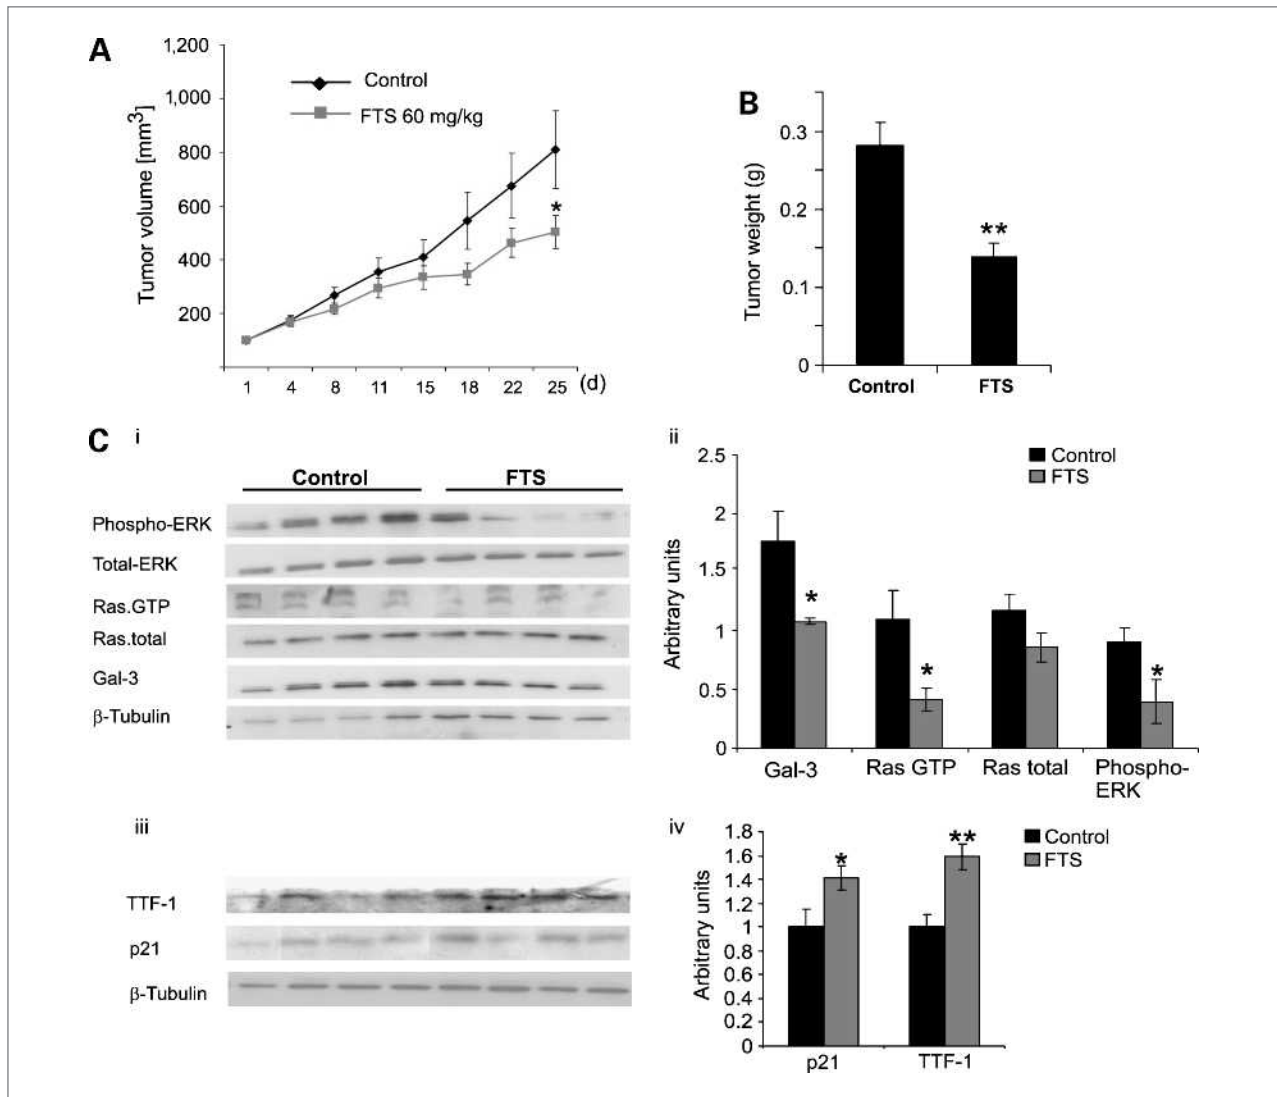 A
1,200
1,000
800
600
400
200
Tumor volume [mm3]
Control
FTS 60 mg/kg
*
1 4 8 11 15 18 22 25 (d)
B
0.3
0.2
0.1
0
Tumor weight (g)
**
Control FTS
C i
Control FTS
Phospho-ERK
Total-ERK
Ras.GTP
Ras.total
Gal-3
β-Tubulin
ii
2.5
2
1.5
1
0.5
0
Arbitrary units
Control
FTS
* * *
Gal-3 Ras GTP Ras total Phospho-
ERK
iii
TTF-1
p21
β-Tubulin
iv
1.8
1.6
1.4
1
0.8
0.6
0.4
0.2
0
Arbitrary units
Control
FTS
* **
p21 TTF-1